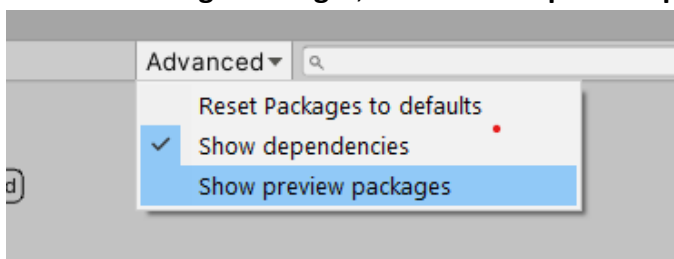 Advanced
Reset Packages to defaults
Show dependencies
d
Show preview packages